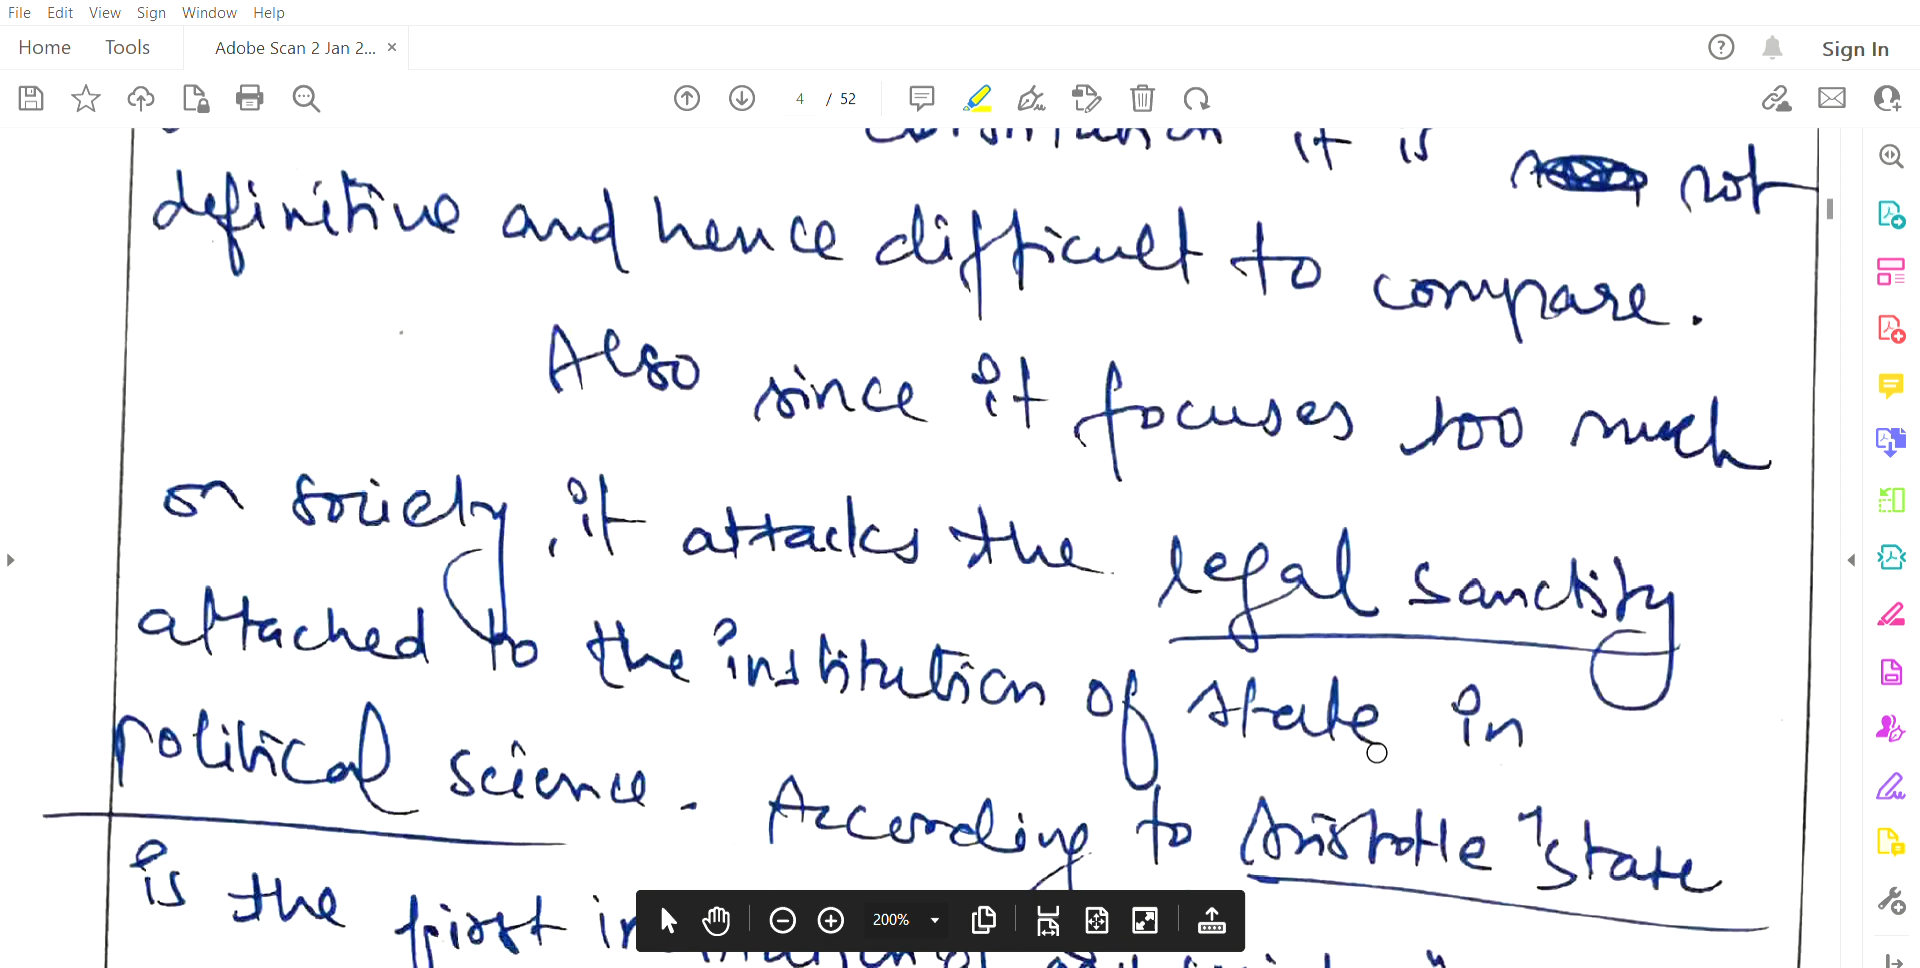 File Edit View Sign Window Help
Home Tools Adobe Scan 2 Jan 2... × Sign In
4 / 52
it is not
definitive and hence difficult to compare.
Also since it focuses too much
on society, it attacks the legal sanctity
attached to the institution of state in
political science. According to Aristotle "State
is the first
200%